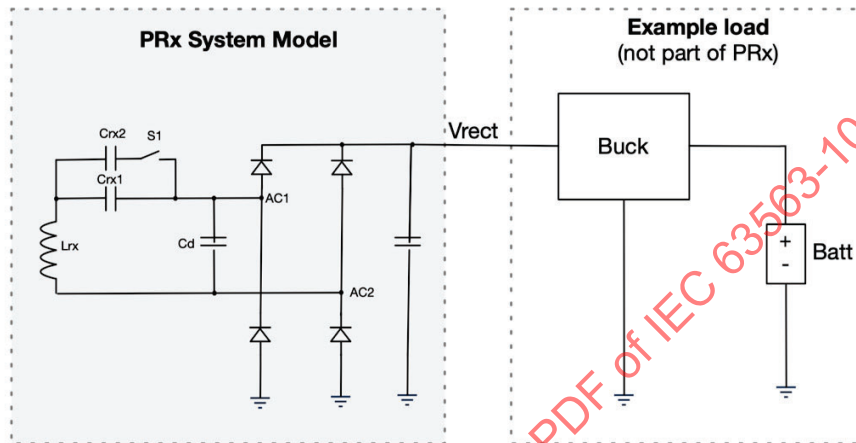 PRx System Model
Example load
(not part of PRx)
Crx2
S1
Crx1
Lrx
Cd
AC1
AC2
Vrect
Buck
+
-
Batt
PDF of IEC 63563-10